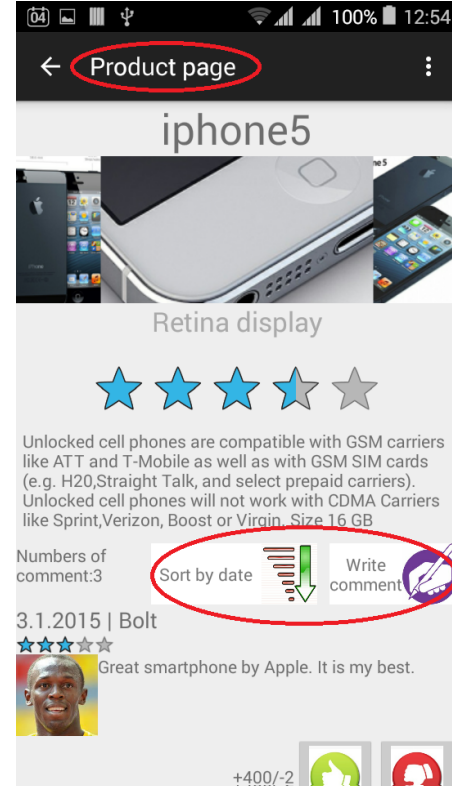 04
100%
12:54
Product page
iphone5
Retina display
Unlocked cell phones are compatible with GSM carriers
like ATT and T-Mobile as well as with GSM SIM cards
(e.g. H20,Straight Talk, and select prepaid carriers).
Unlocked cell phones will not work with CDMA Carriers
like Sprint,Verizon, Boost or Virgin. Size 16 GB
Numbers of
comment:3
Sort by date
Write
comment
3.1.2015 | Bolt
Great smartphone by Apple. It is my best.
+400/-2